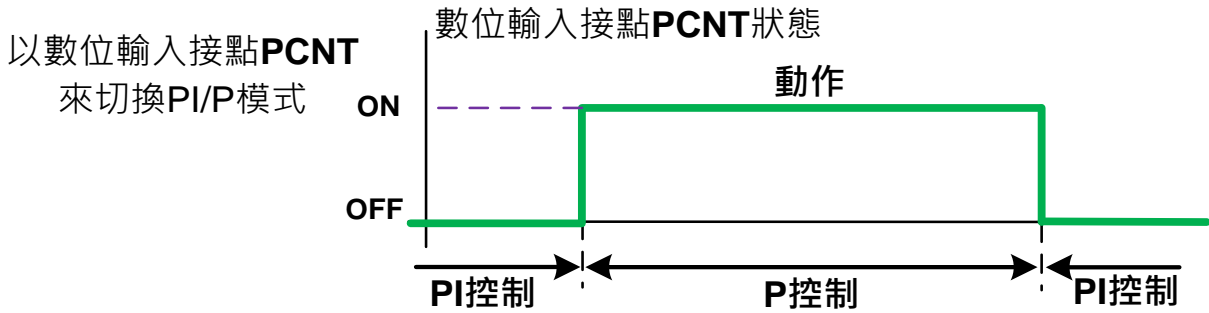 以數位輸入接點PCNT
來切換PI/P模式
數位輸入接點PCNT狀態
動作
ON
OFF
PI控制
P控制
PI控制